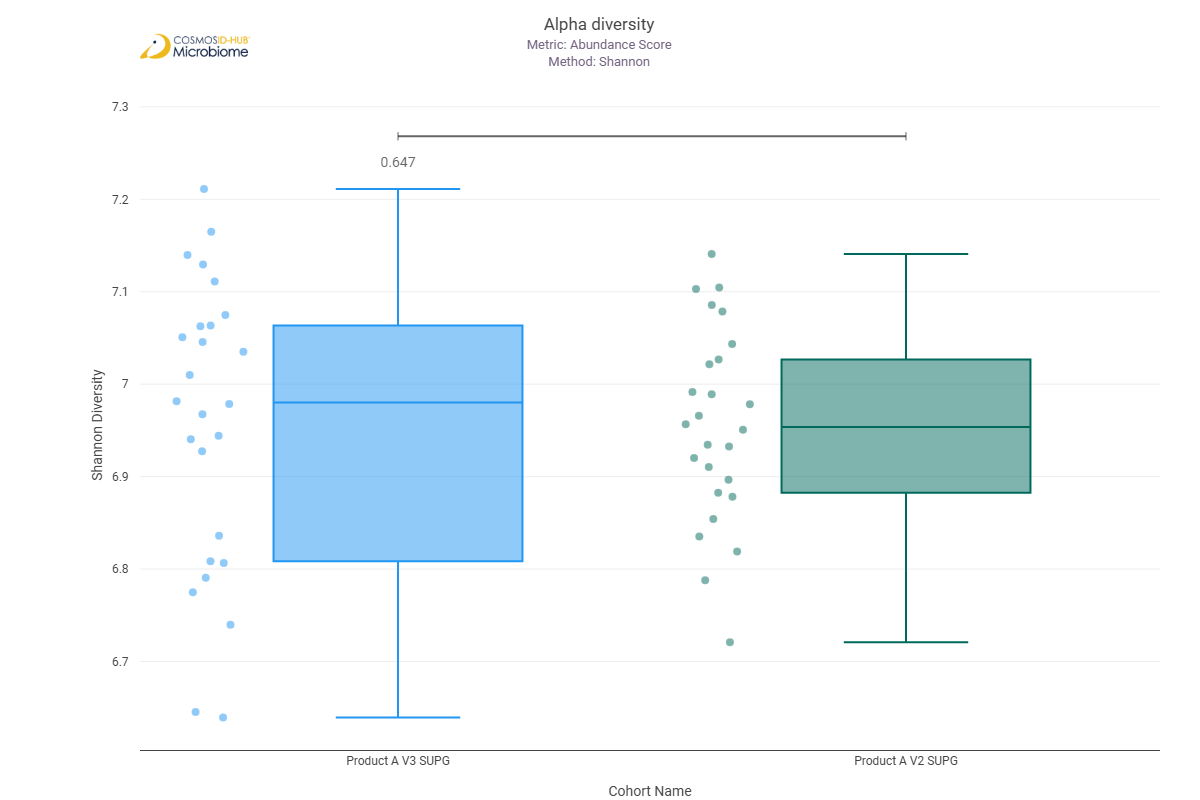 Alpha diversity
Metric: Abundance Score
Method: Shannon
COSMOSID-HUB
Microbiome
7.3
7.2
7.1
7
6.9
6.8
6.7
Shannon Diversity
0.647
Product A V3 SUPG
Product A V2 SUPG
Cohort Name